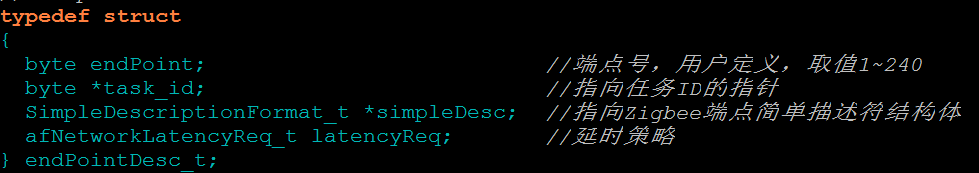 typedef struct
{
byte endPoint; //端点号，用户定义，取值1~240
byte *task_id; //指向任务ID的指针
SimpleDescriptionFormat_t *simpleDesc; //指向Zigbee端点简单描述符结构体
afNetworkLatencyReq_t latencyReq; //延时策略
} endPointDesc_t;